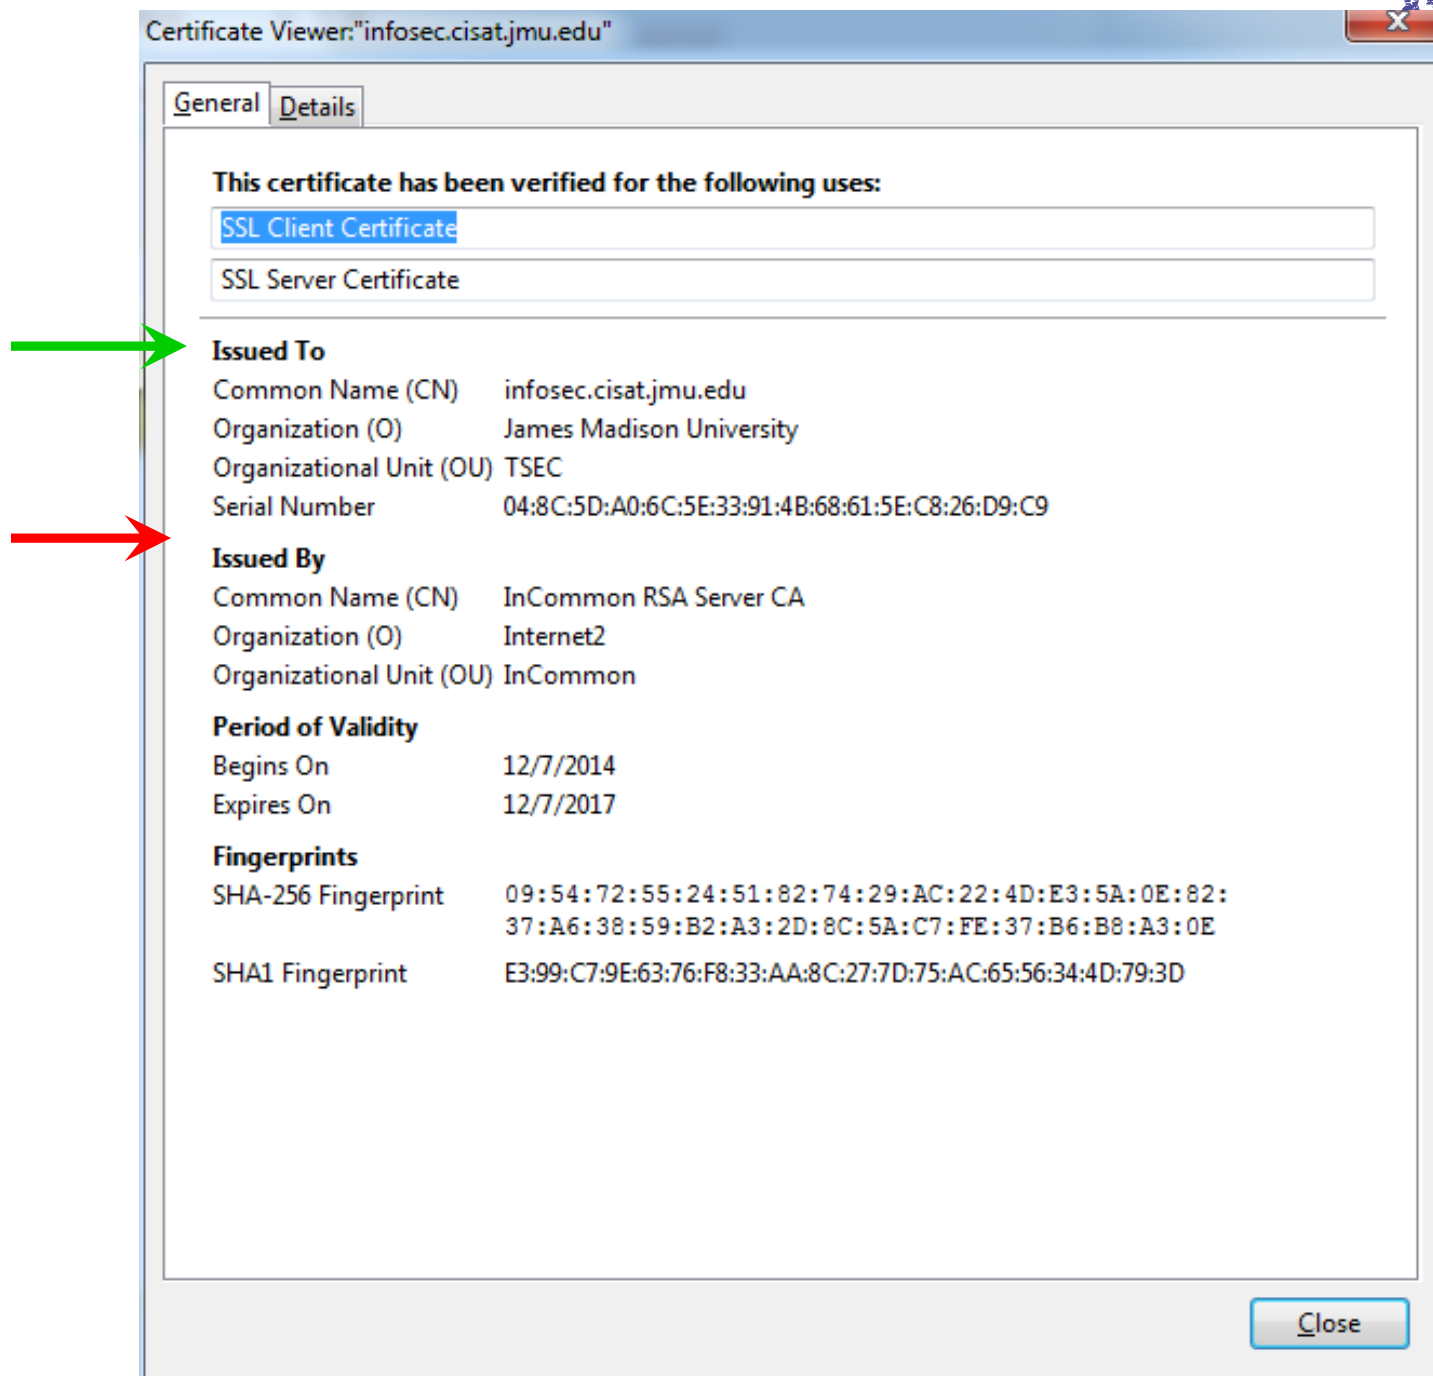 Certificate Viewer:"infosec.cisat.jmu.edu"
X
General Details
This certificate has been verified for the following uses:
SSL Client Certificate
SSL Server Certificate
Issued To
Common Name (CN) infosec.cisat.jmu.edu
Organization (O) James Madison University
Organizational Unit (OU) TSEC
Serial Number 04:8C:5D:A0:6C:5E:33:91:4B:68:61:5E:C8:26:D9:C9
Issued By
Common Name (CN) InCommon RSA Server CA
Organization (O) Internet2
Organizational Unit (OU) InCommon
Period of Validity
Begins On 12/7/2014
Expires On 12/7/2017
Fingerprints
SHA-256 Fingerprint 09:54:72:55:24:51:82:74:29:AC:22:4D:E3:5A:0E:82:
37:A6:38:59:B2:A3:2D:8C:5A:C7:FE:37:B6:B8:A3:0E
SHA1 Fingerprint E3:99:C7:9E:63:76:F8:33:AA:8C:27:7D:75:AC:65:56:34:4D:79:3D
Close